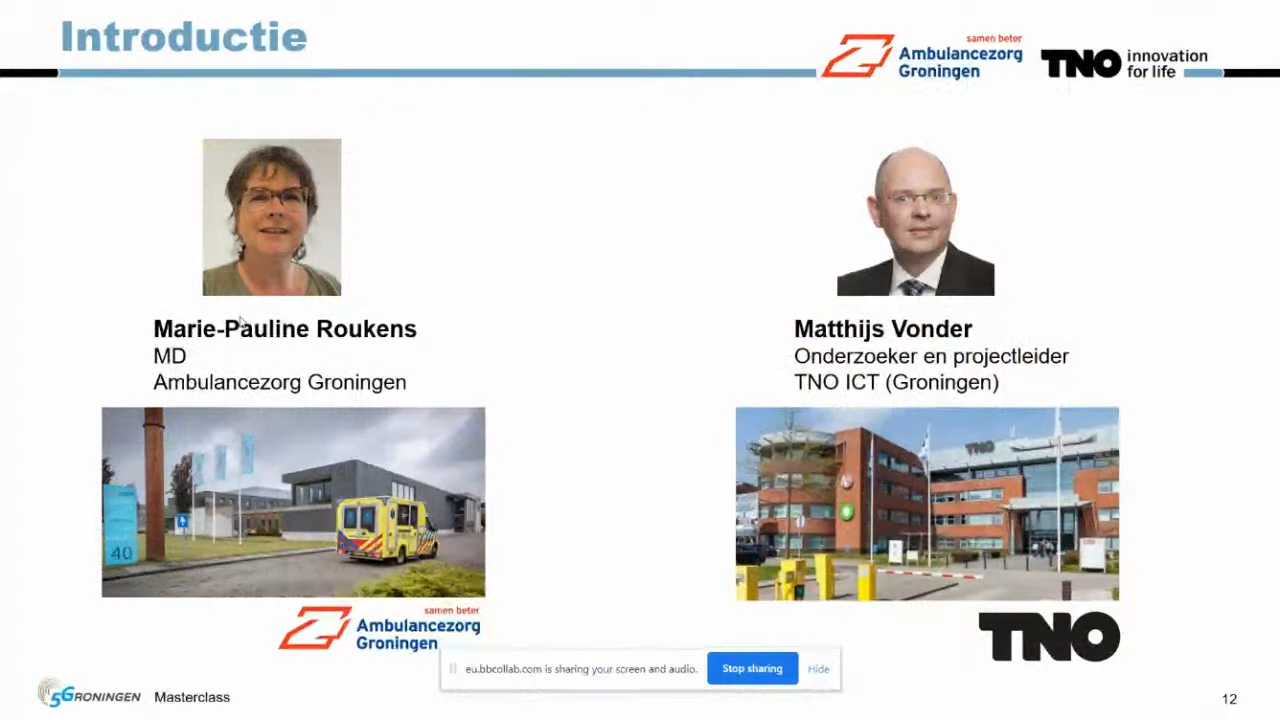 Introductie
samen beter
Ambulancezorg
Groningen
TNO innovation
for life
Marie-Pauline Roukens
MD
Ambulancezorg Groningen
Matthijs Vonder
Onderzoeker en projectleider
TNO ICT (Groningen)
40
TNO
samen beter
Ambulancezorg
Groningen
TNO
eu.bbcollab.com is sharing your screen and audio.
Stop sharing
Hide
5GRONINGEN
Masterclass
12